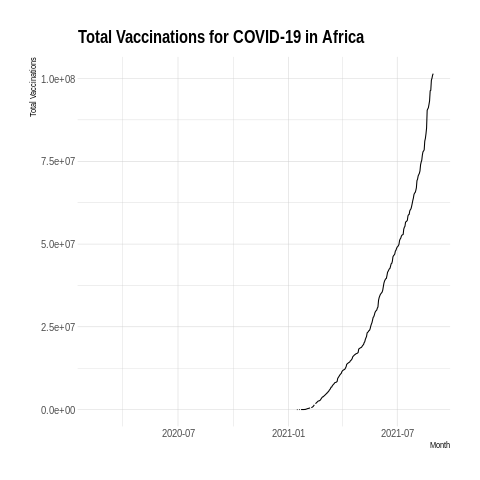 Total Vaccinations for COVID-19 in Africa
Total Vaccinations
1.0e+08
7.5e+07
5.0e+07
2.5e+07
0.0e+00
2020-07 2021-01 2021-07
Month